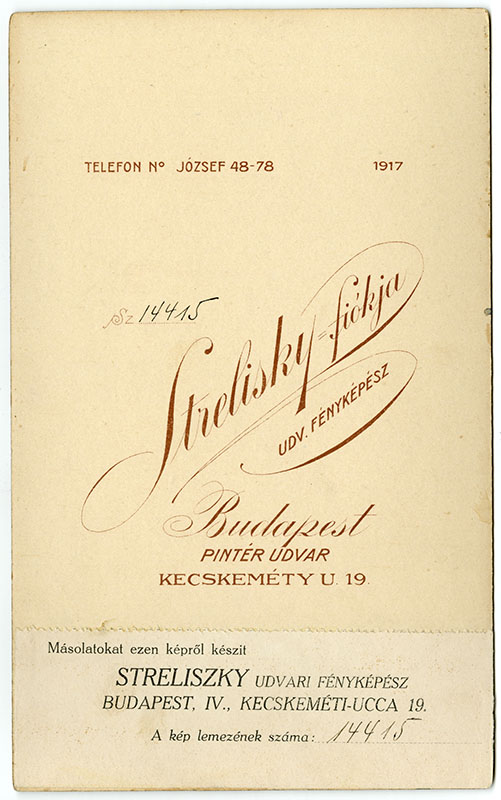 TELEFON Nº JÓZSEF 48-78 1917
Sz 14415
Strelisky=fiókja
UDV. FÉNYKÉPÉSZ
Budapest
PINTÉR UDVAR
KECSKEMÉTY U. 19.
Másolatokat ezen képről készit
STRELISZKY UDVARI FÉNYKÉPÉSZ
BUDAPEST, IV., KECSKEMÉTI-UCCA 19.
A kép lemezének száma: 14415